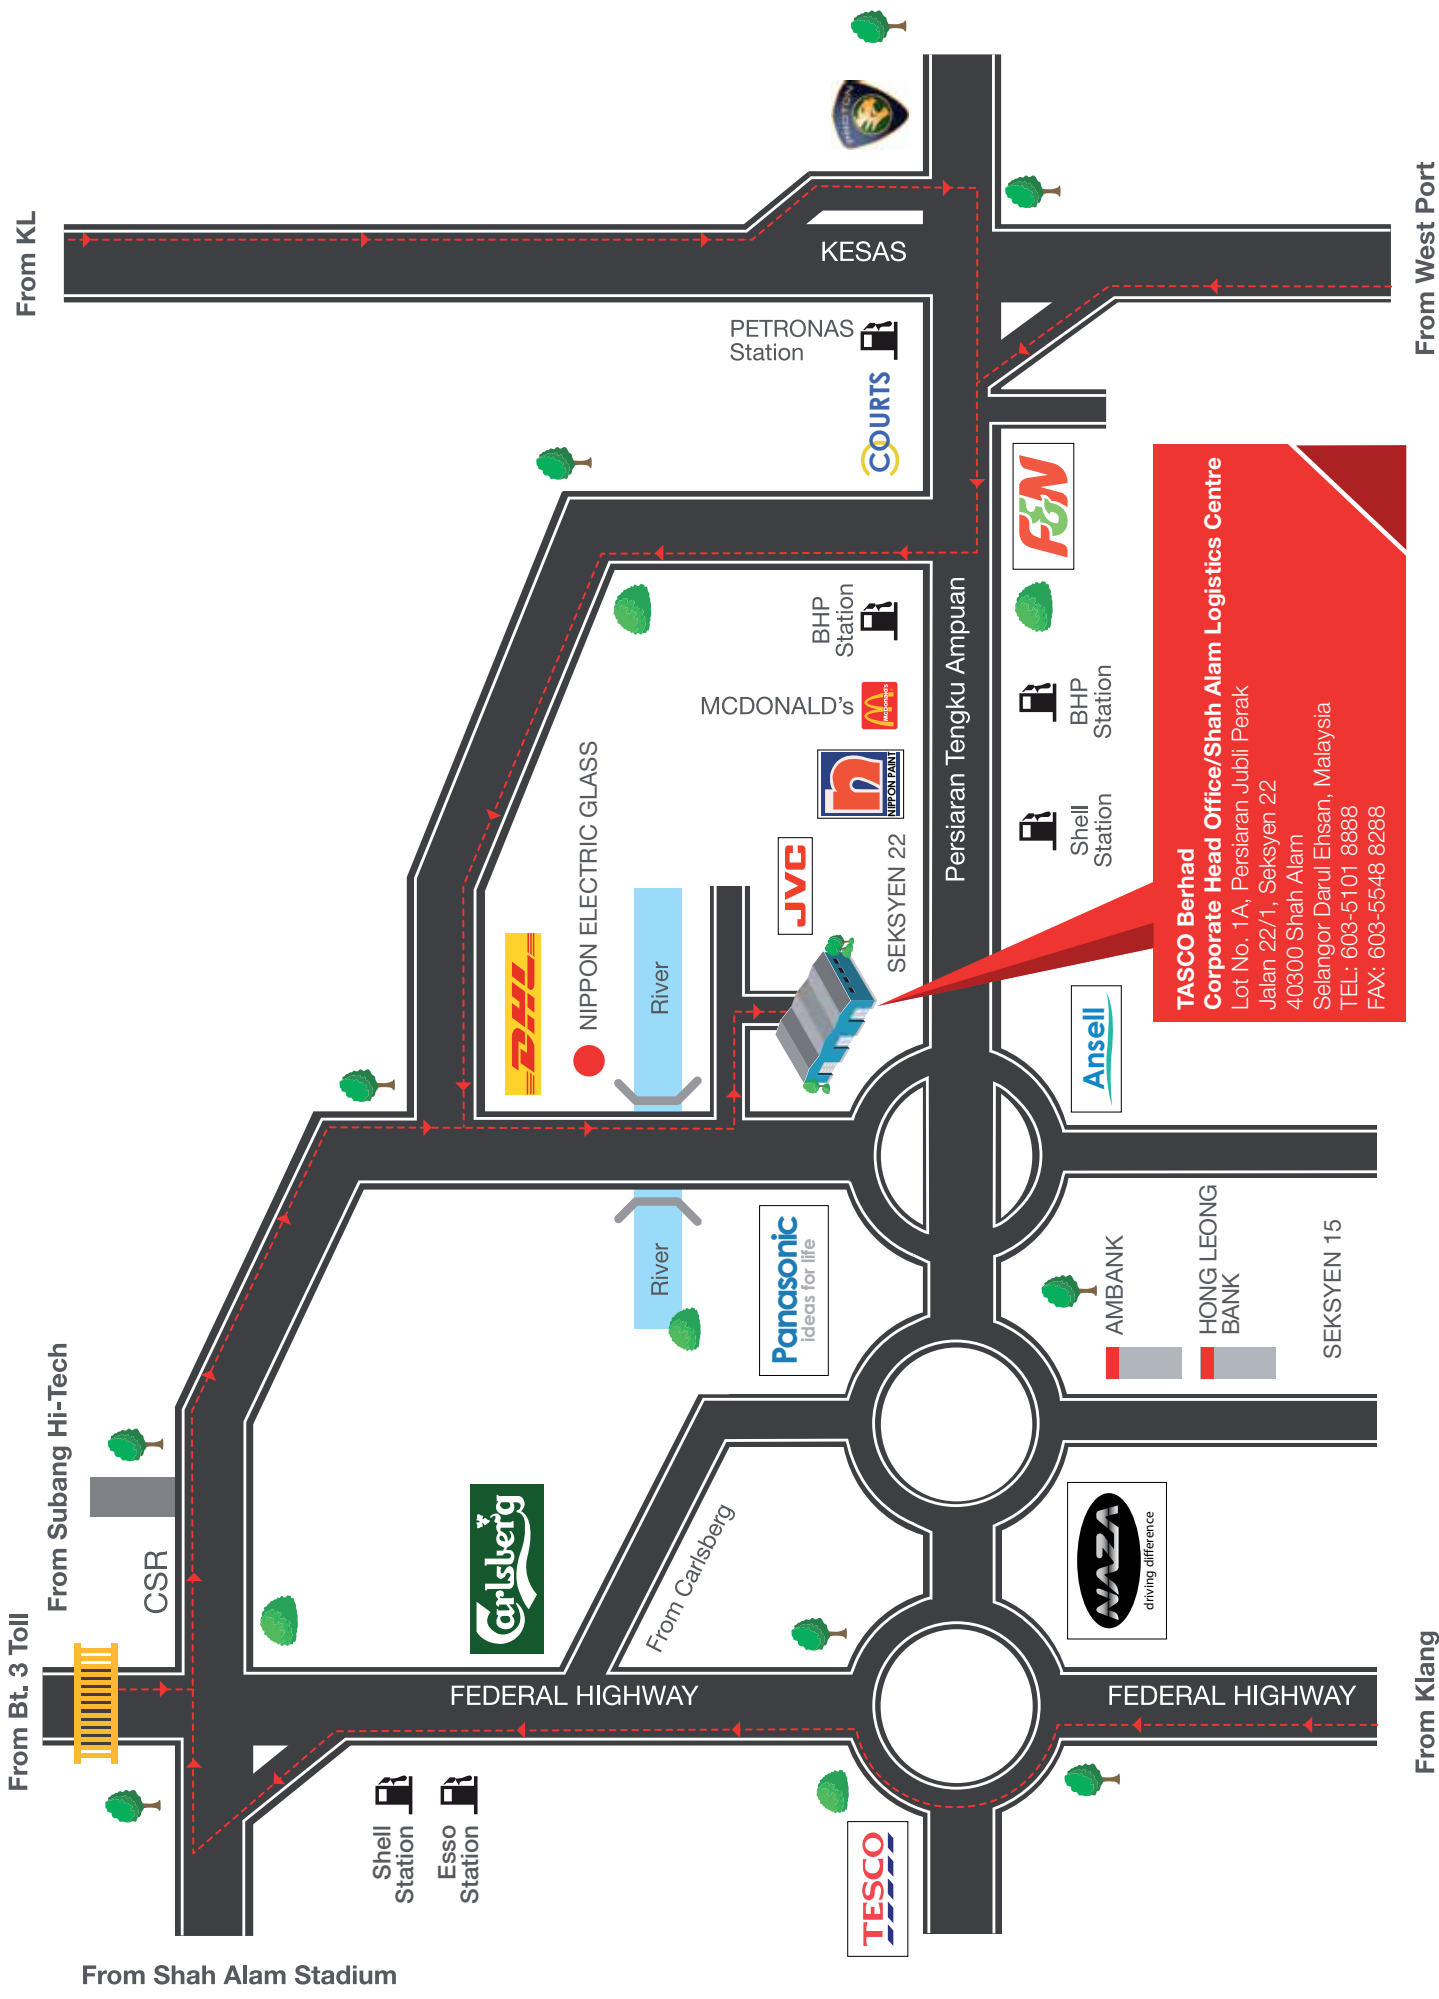 From KL
PROTON
KESAS
From West Port
PETRONAS
Station
COURTS
F&N
BHP
Station
MCDONALD's
McDonald's
NIPPON PAINT
NIPPON ELECTRIC GLASS
JVC
SEKSYEN 22
Persiaran Tengku Ampuan
BHP
Station
Shell
Station
TASCO Berhad
Corporate Head Office/Shah Alam Logistics Centre
Lot No. 1A, Persiaran Jubli Perak
Jalan 22/1, Seksyen 22
40300 Shah Alam
Selangor Darul Ehsan, Malaysia
TEL: 603-5101 8888
FAX: 603-5548 8288
DHL
River
River
Ansell
Panasonic
ideas for life
AMBANK
HONG LEONG
BANK
SEKSYEN 15
From Subang Hi-Tech
CSR
Carlsberg
From Carlsberg
NAZA
driving difference
From Bt. 3 Toll
FEDERAL HIGHWAY
FEDERAL HIGHWAY
From Klang
Shell
Station
Esso
Station
TESCO
From Shah Alam Stadium